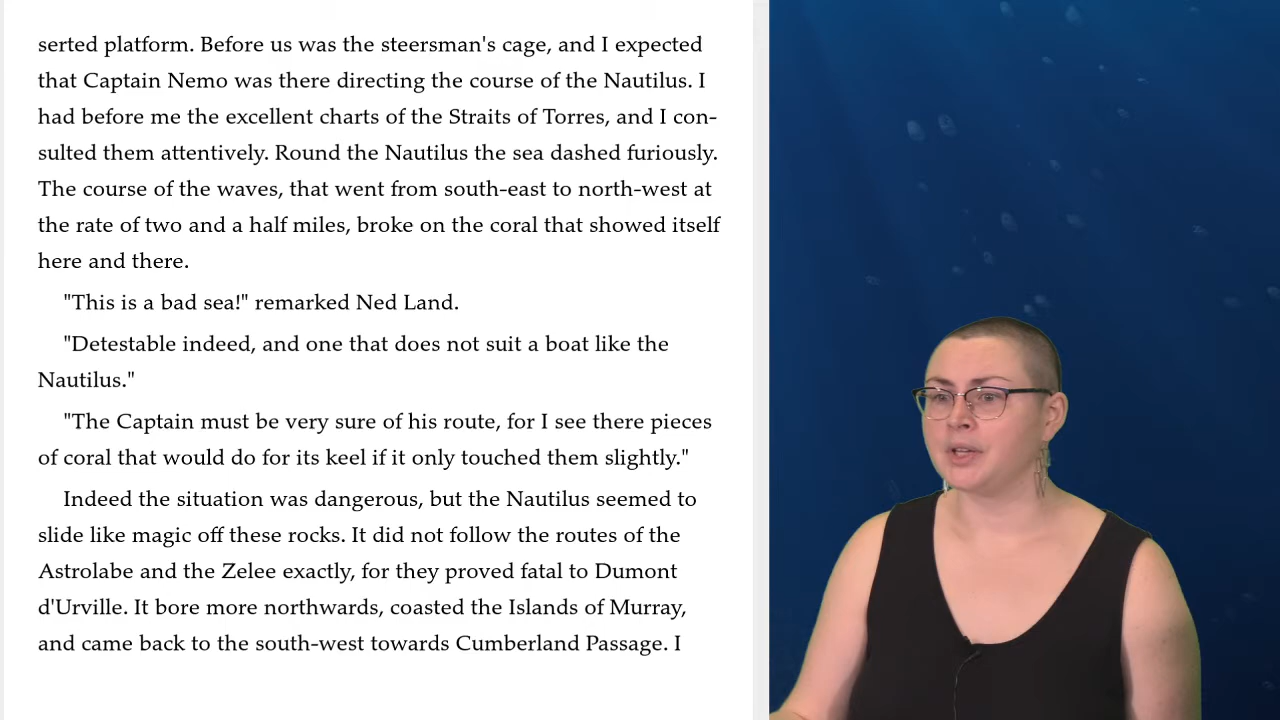 serted platform. Before us was the steersman's cage, and I expected
that Captain Nemo was there directing the course of the Nautilus. I
had before me the excellent charts of the Straits of Torres, and I con-
sulted them attentively. Round the Nautilus the sea dashed furiously.
The course of the waves, that went from south-east to north-west at
the rate of two and a half miles, broke on the coral that showed itself
here and there.
"This is a bad sea!" remarked Ned Land.
"Detestable indeed, and one that does not suit a boat like the
Nautilus."
"The Captain must be very sure of his route, for I see there pieces
of coral that would do for its keel if it only touched them slightly."
Indeed the situation was dangerous, but the Nautilus seemed to
slide like magic off these rocks. It did not follow the routes of the
Astrolabe and the Zelee exactly, for they proved fatal to Dumont
d'Urville. It bore more northwards, coasted the Islands of Murray,
and came back to the south-west towards Cumberland Passage. I